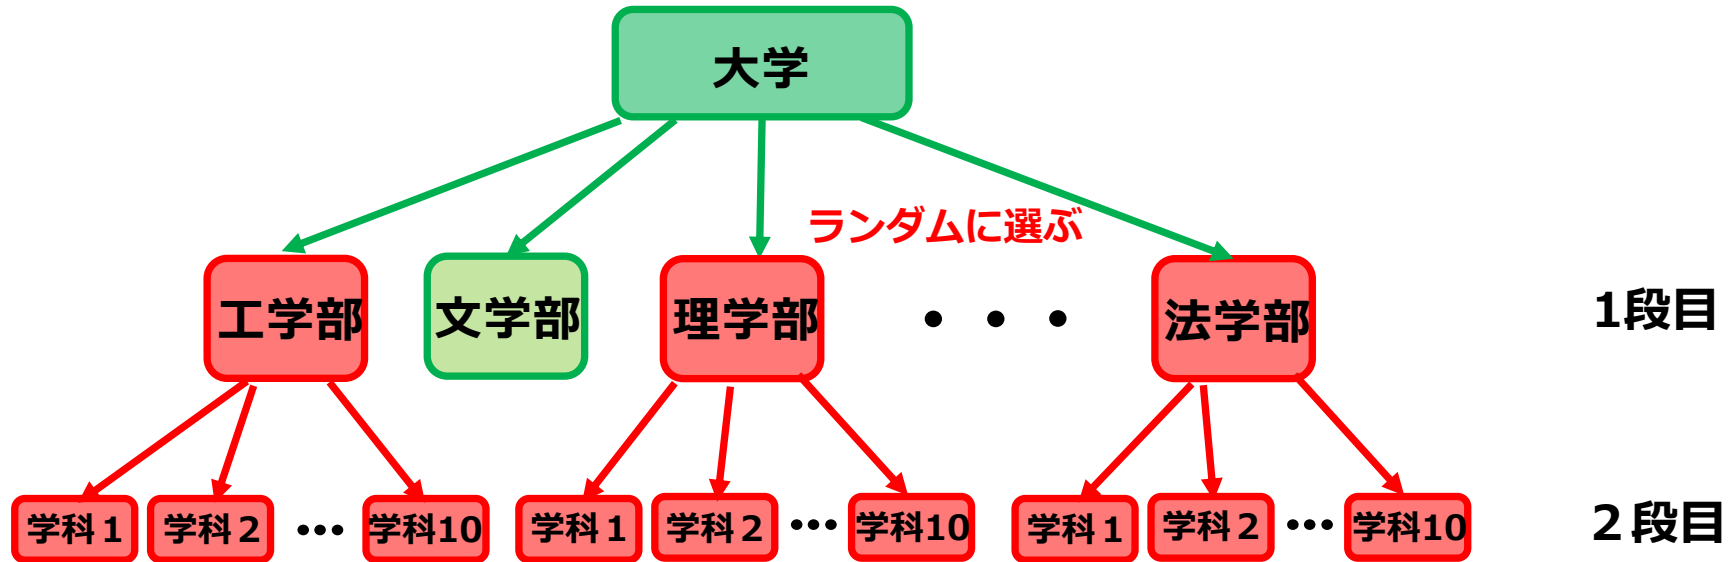 大学
ランダムに選ぶ
工学部 文学部 理学部 ・・・ 法学部 1段目
学科1 学科2 … 学科10 学科1 学科2 … 学科10 学科1 学科2 … 学科10 2段目